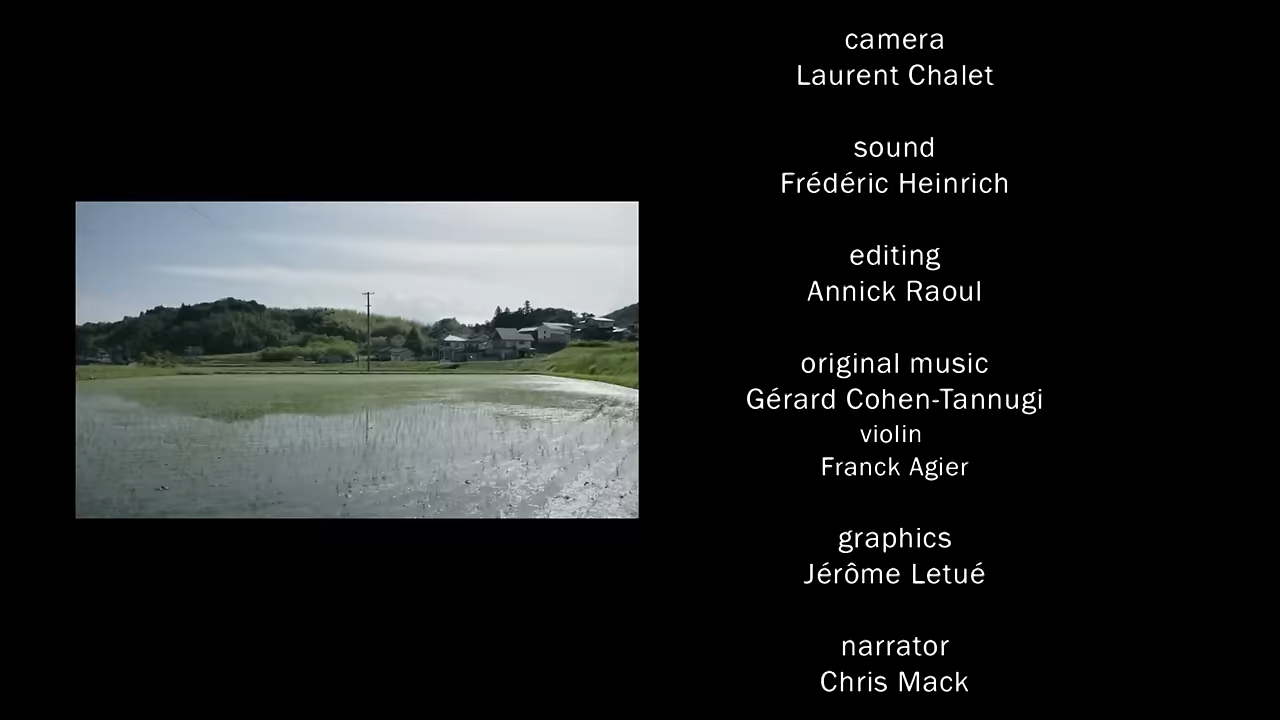 camera
Laurent Chalet
sound
Frédéric Heinrich
editing
Annick Raoul
original music
Gérard Cohen-Tannugi
violin
Franck Agier
graphics
Jérôme Letué
narrator
Chris Mack